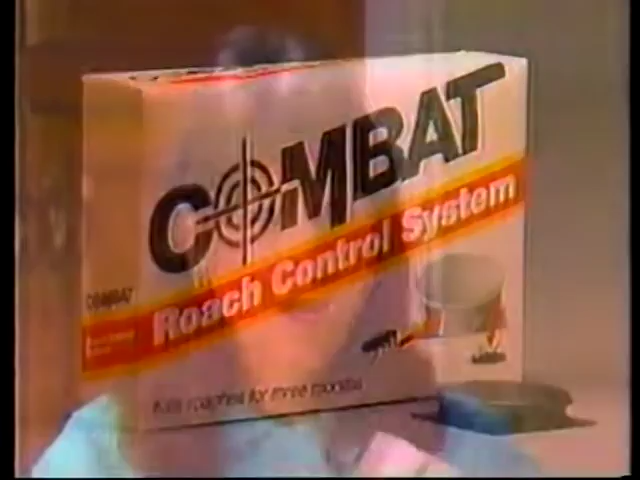 COMBAT
Roach Control System
COMBAT
Kills roaches for three months